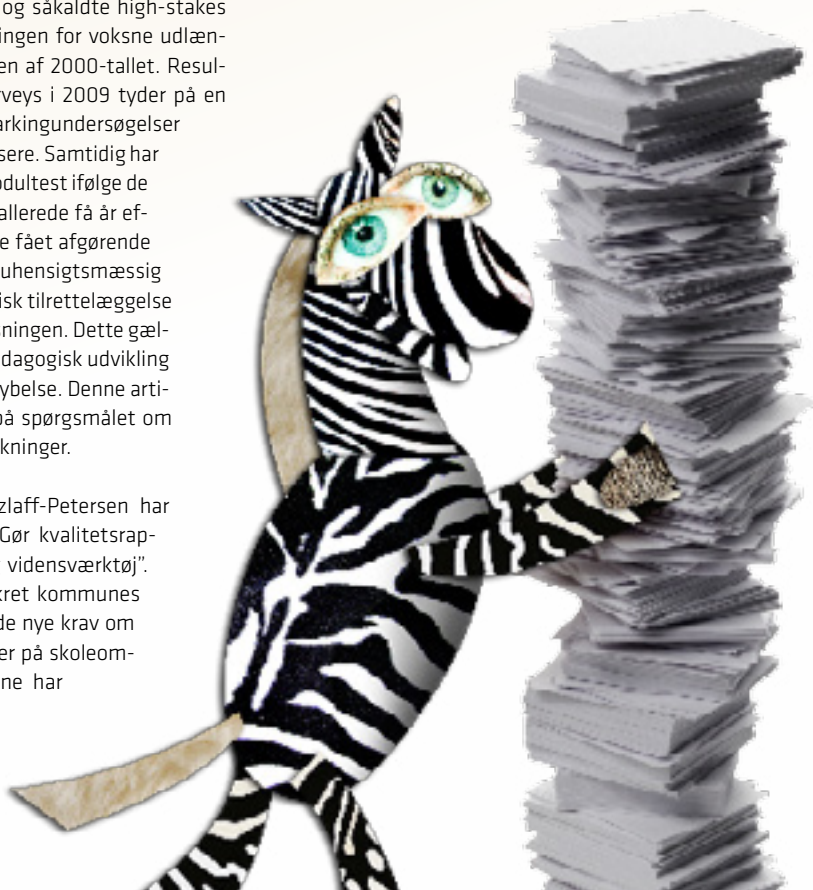 og såkaldte high-stakes
ingen for voksne udlæn-
en af 2000-tallet. Resul-
rveys i 2009 tyder på en
arkingundersøgelser
sere. Samtidig har
odultest ifølge de
allerede få år ef-
e fået afgørende
uhensigtsmæssig
isk tilrettelæggelse
sningen. Dette gæl-
dagogisk udvikling
ybelse. Denne arti-
på spørgsmålet om
kninger.
zlaff-Petersen har
Gør kvalitetsrap-
vidensværktøj”.
kret kommunes
de nye krav om
er på skoleom-
ne har